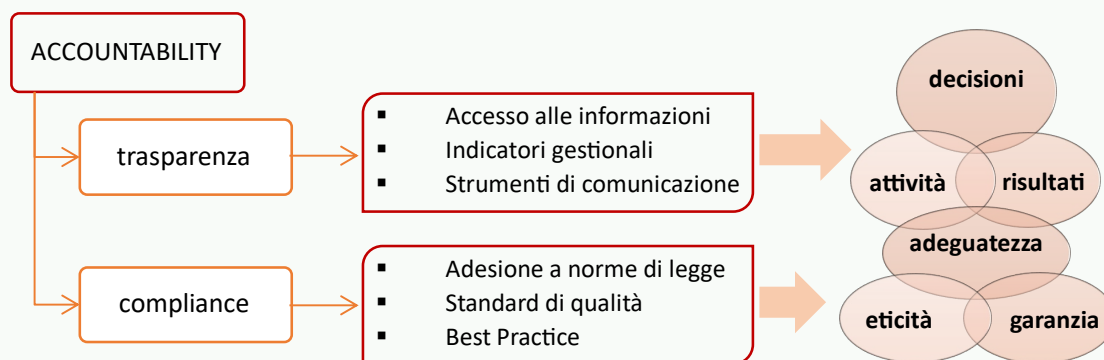 ACCOUNTABILITY
trasparenza
▪ Accesso alle informazioni
▪ Indicatori gestionali
▪ Strumenti di comunicazione
compliance
▪ Adesione a norme di legge
▪ Standard di qualità
▪ Best Practice
decisioni
attività
risultati
adeguatezza
eticità
garanzia